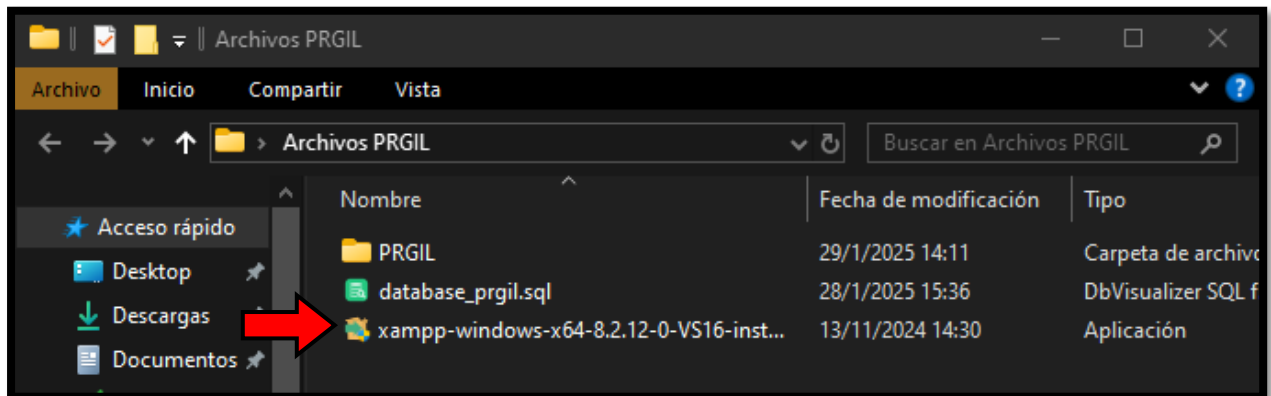 Archivos PRGIL
Archivo Inicio Compartir Vista
Archivos PRGIL Buscar en Archivos PRGIL
Nombre Fecha de modificación Tipo
Acceso rápido
PRGIL 29/1/2025 14:11 Carpeta de archivo
Desktop
database_prgil.sql 28/1/2025 15:36 DbVisualizer SQL f
Descargas
xampp-windows-x64-8.2.12-0-VS16-inst... 13/11/2024 14:30 Aplicación
Documentos